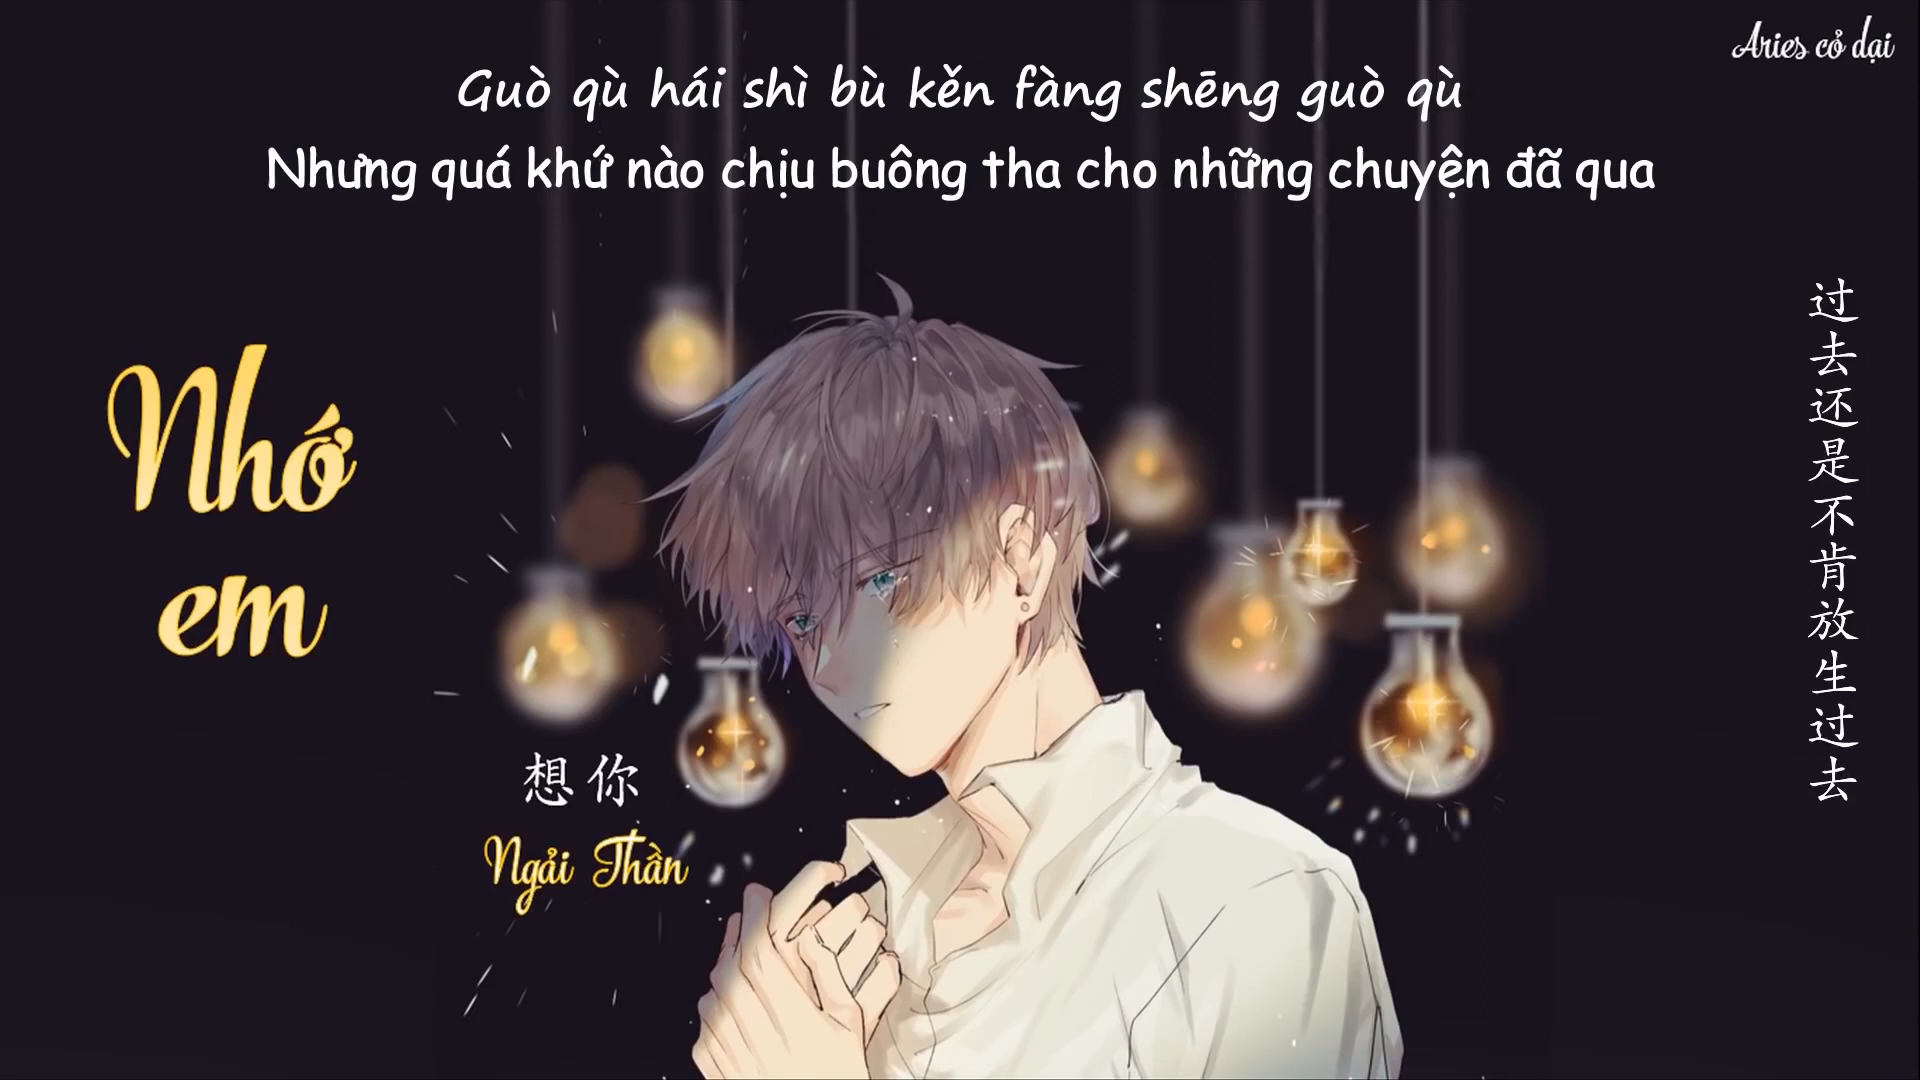 Aries cỏ dại
Guò qù hái shì bù kěn fàng shēng guò qù
Nhưng quá khứ nào chịu buông tha cho những chuyện đã qua
Nhớ
em
想你
Ngải Thần
过去还是不肯放生过去